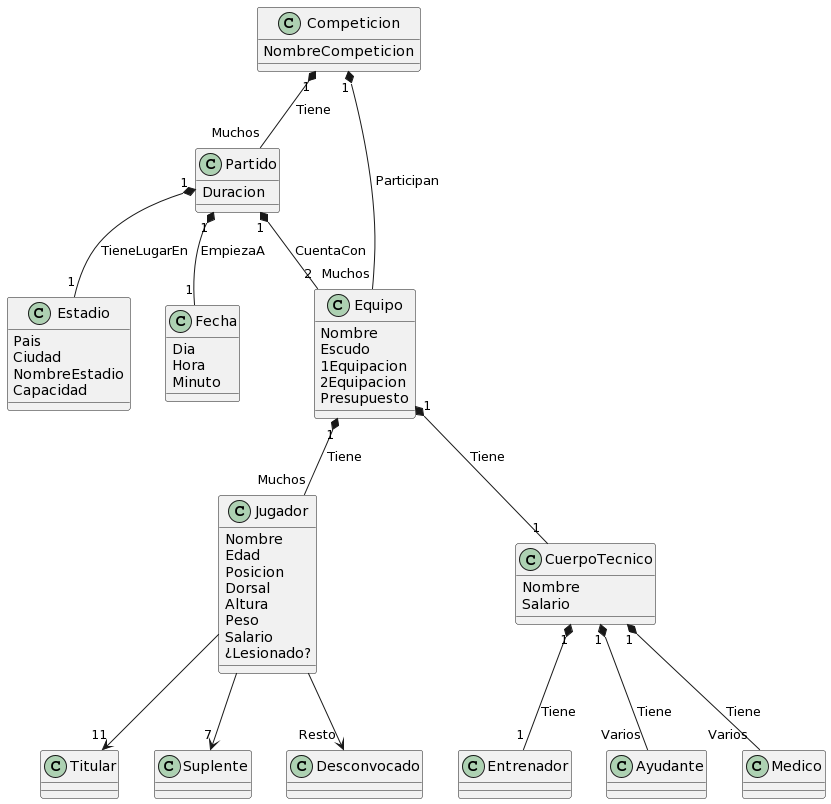 C Competicion
NombreCompeticion
1 1
Tiene
Muchos
C Partido
Duracion
Participan
1 1 1
TieneLugarEn EmpiezaA CuentaCon
1 1 2 Muchos
C Estadio
Pais
Ciudad
NombreEstadio
Capacidad
C Fecha
Dia
Hora
Minuto
C Equipo
Nombre
Escudo
1Equipacion
2Equipacion
Presupuesto
1 1
Tiene Tiene
Muchos
1
C Jugador
Nombre
Edad
Posicion
Dorsal
Altura
Peso
Salario
¿Lesionado?
C CuerpoTecnico
Nombre
Salario
1 1 1
Tiene Tiene Tiene
11 7 Resto 1 Varios Varios
C Titular
C Suplente
C Desconvocado
C Entrenador
C Ayudante
C Medico